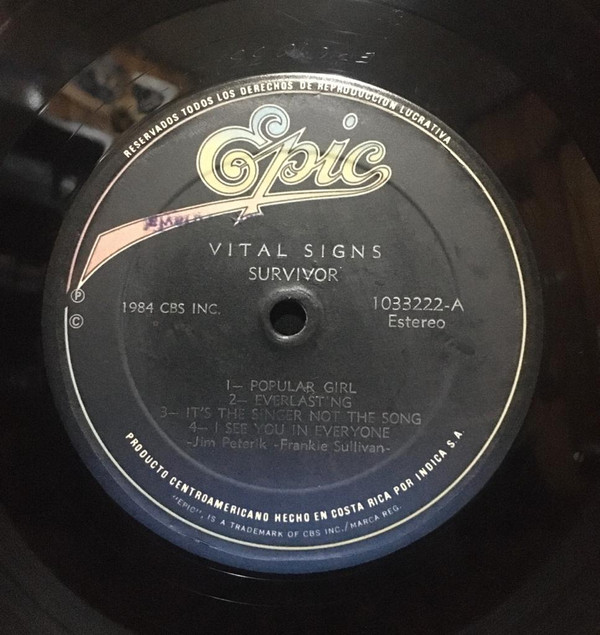 RESERVADOS TODOS LOS DERECHOS DE REPRODUCCION LUCRATIVA
Epic
VITAL SIGNS
SURVIVOR
℗
©
1984 CBS INC.
1033222-A
Estereo
1— POPULAR GIRL
2— EVERLASTING
3— IT'S THE SINGER NOT THE SONG
4— I SEE YOU IN EVERYONE
-Jim Peterik -Frankie Sullivan-
PRODUCTO CENTROAMERICANO HECHO EN COSTA RICA POR INDICA S.A.
"EPIC", IS A TRADEMARK OF CBS INC./MARCA REG.